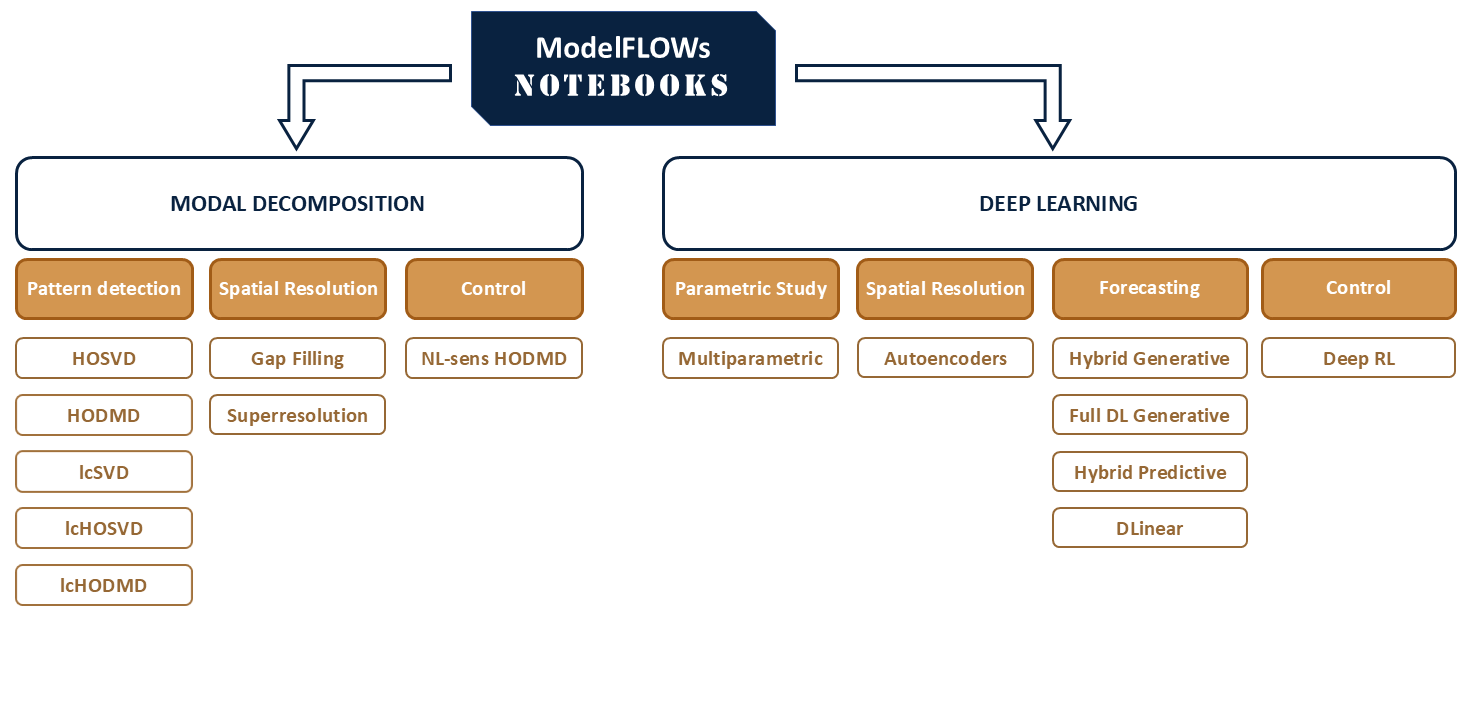 ModelFLOWs
NOTEBOOKS
MODAL DECOMPOSITION
DEEP LEARNING
Pattern detection
Spatial Resolution
Control
Parametric Study
Spatial Resolution
Forecasting
Control
HOSVD
Gap Filling
NL-sens HODMD
Multiparametric
Autoencoders
Hybrid Generative
Deep RL
HODMD
Superresolution
Full DL Generative
lcSVD
Hybrid Predictive
lcHOSVD
DLinear
lcHODMD